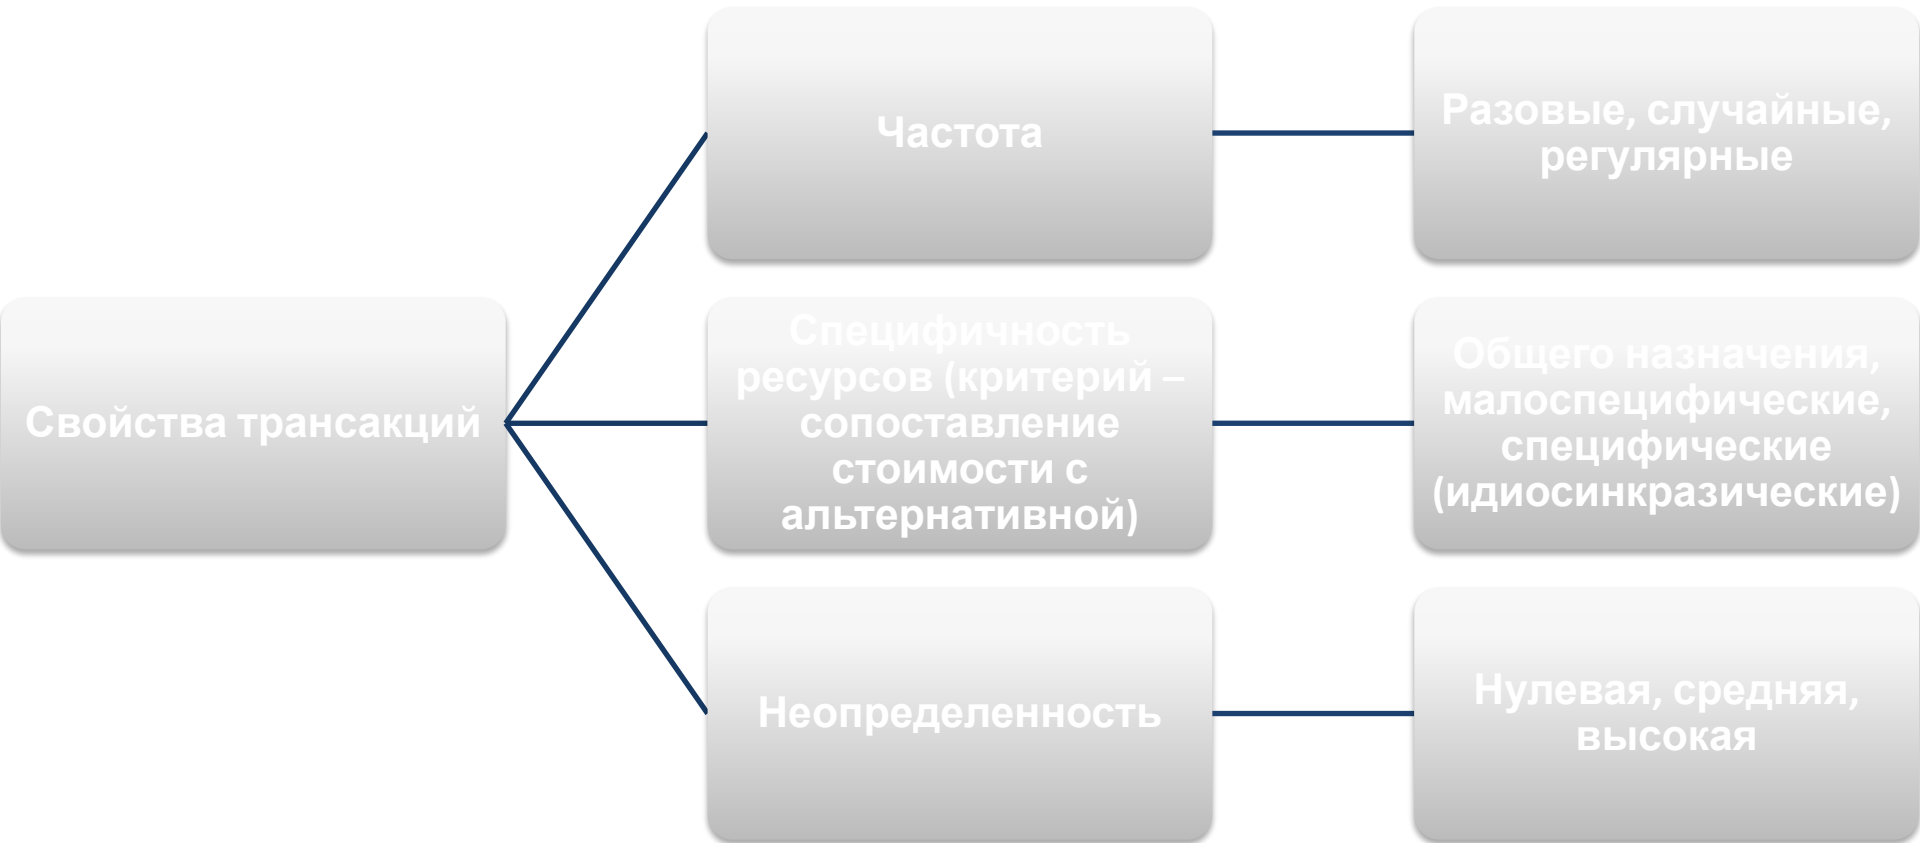 Свойства трансакций
Частота
Разовые, случайные,
регулярные
Специфичность
ресурсов (критерий –
сопоставление
стоимости с
альтернативной)
Общего назначения,
малоспецифические,
специфические
(идиосинкразические)
Неопределенность
Нулевая, средняя,
высокая